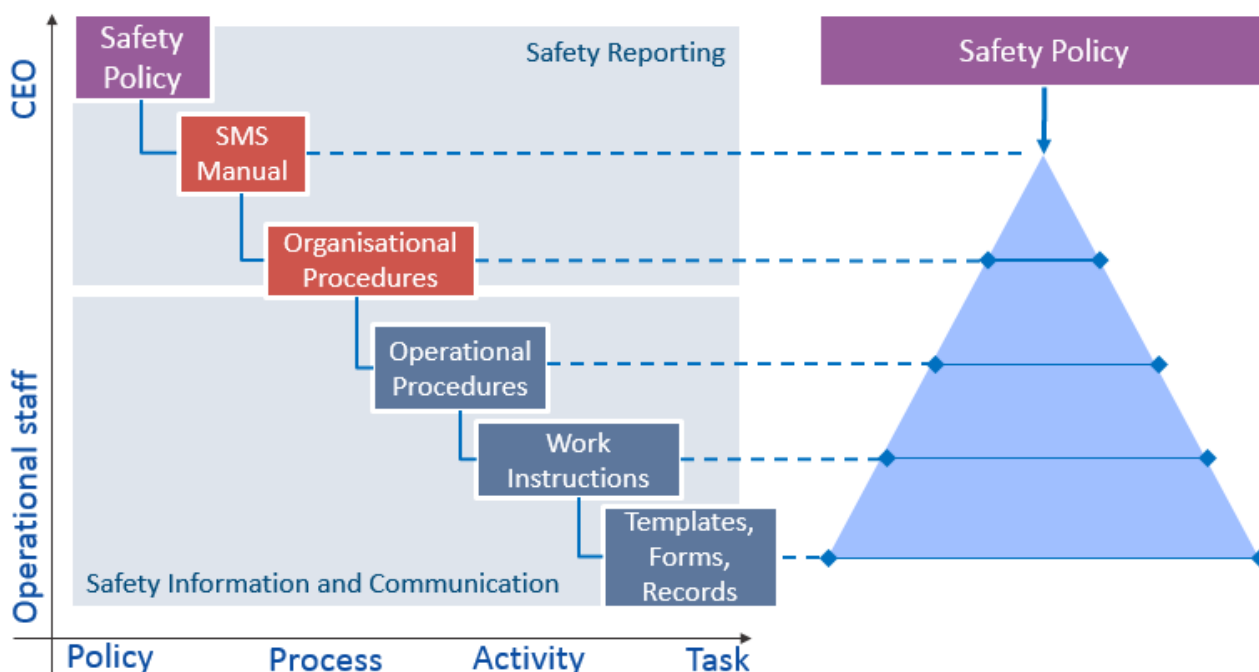 Safety
Policy
Safety Reporting
Safety Policy
CEO
SMS
Manual
Organisational
Procedures
Operational
Procedures
Work
Instructions
Templates,
Forms,
Records
Safety Information and Communication
Operational staff
Policy
Process
Activity
Task